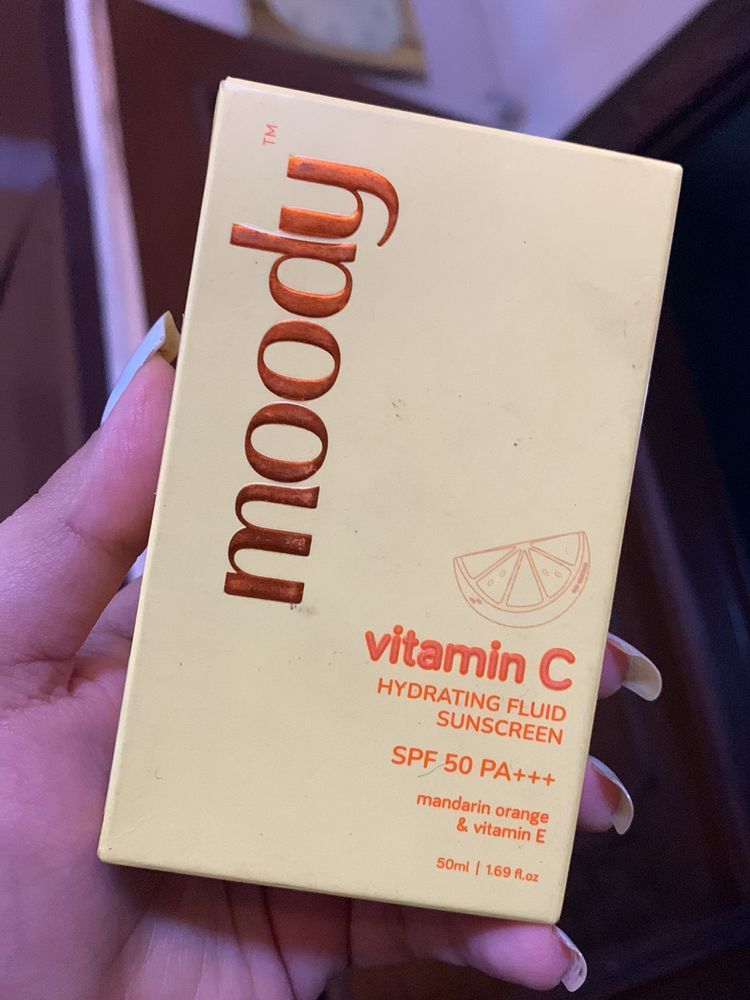 moody™
vitamin C
HYDRATING FLUID
SUNSCREEN
SPF 50 PA+++
mandarin orange
& vitamin E
50ml | 1.69 fl.oz